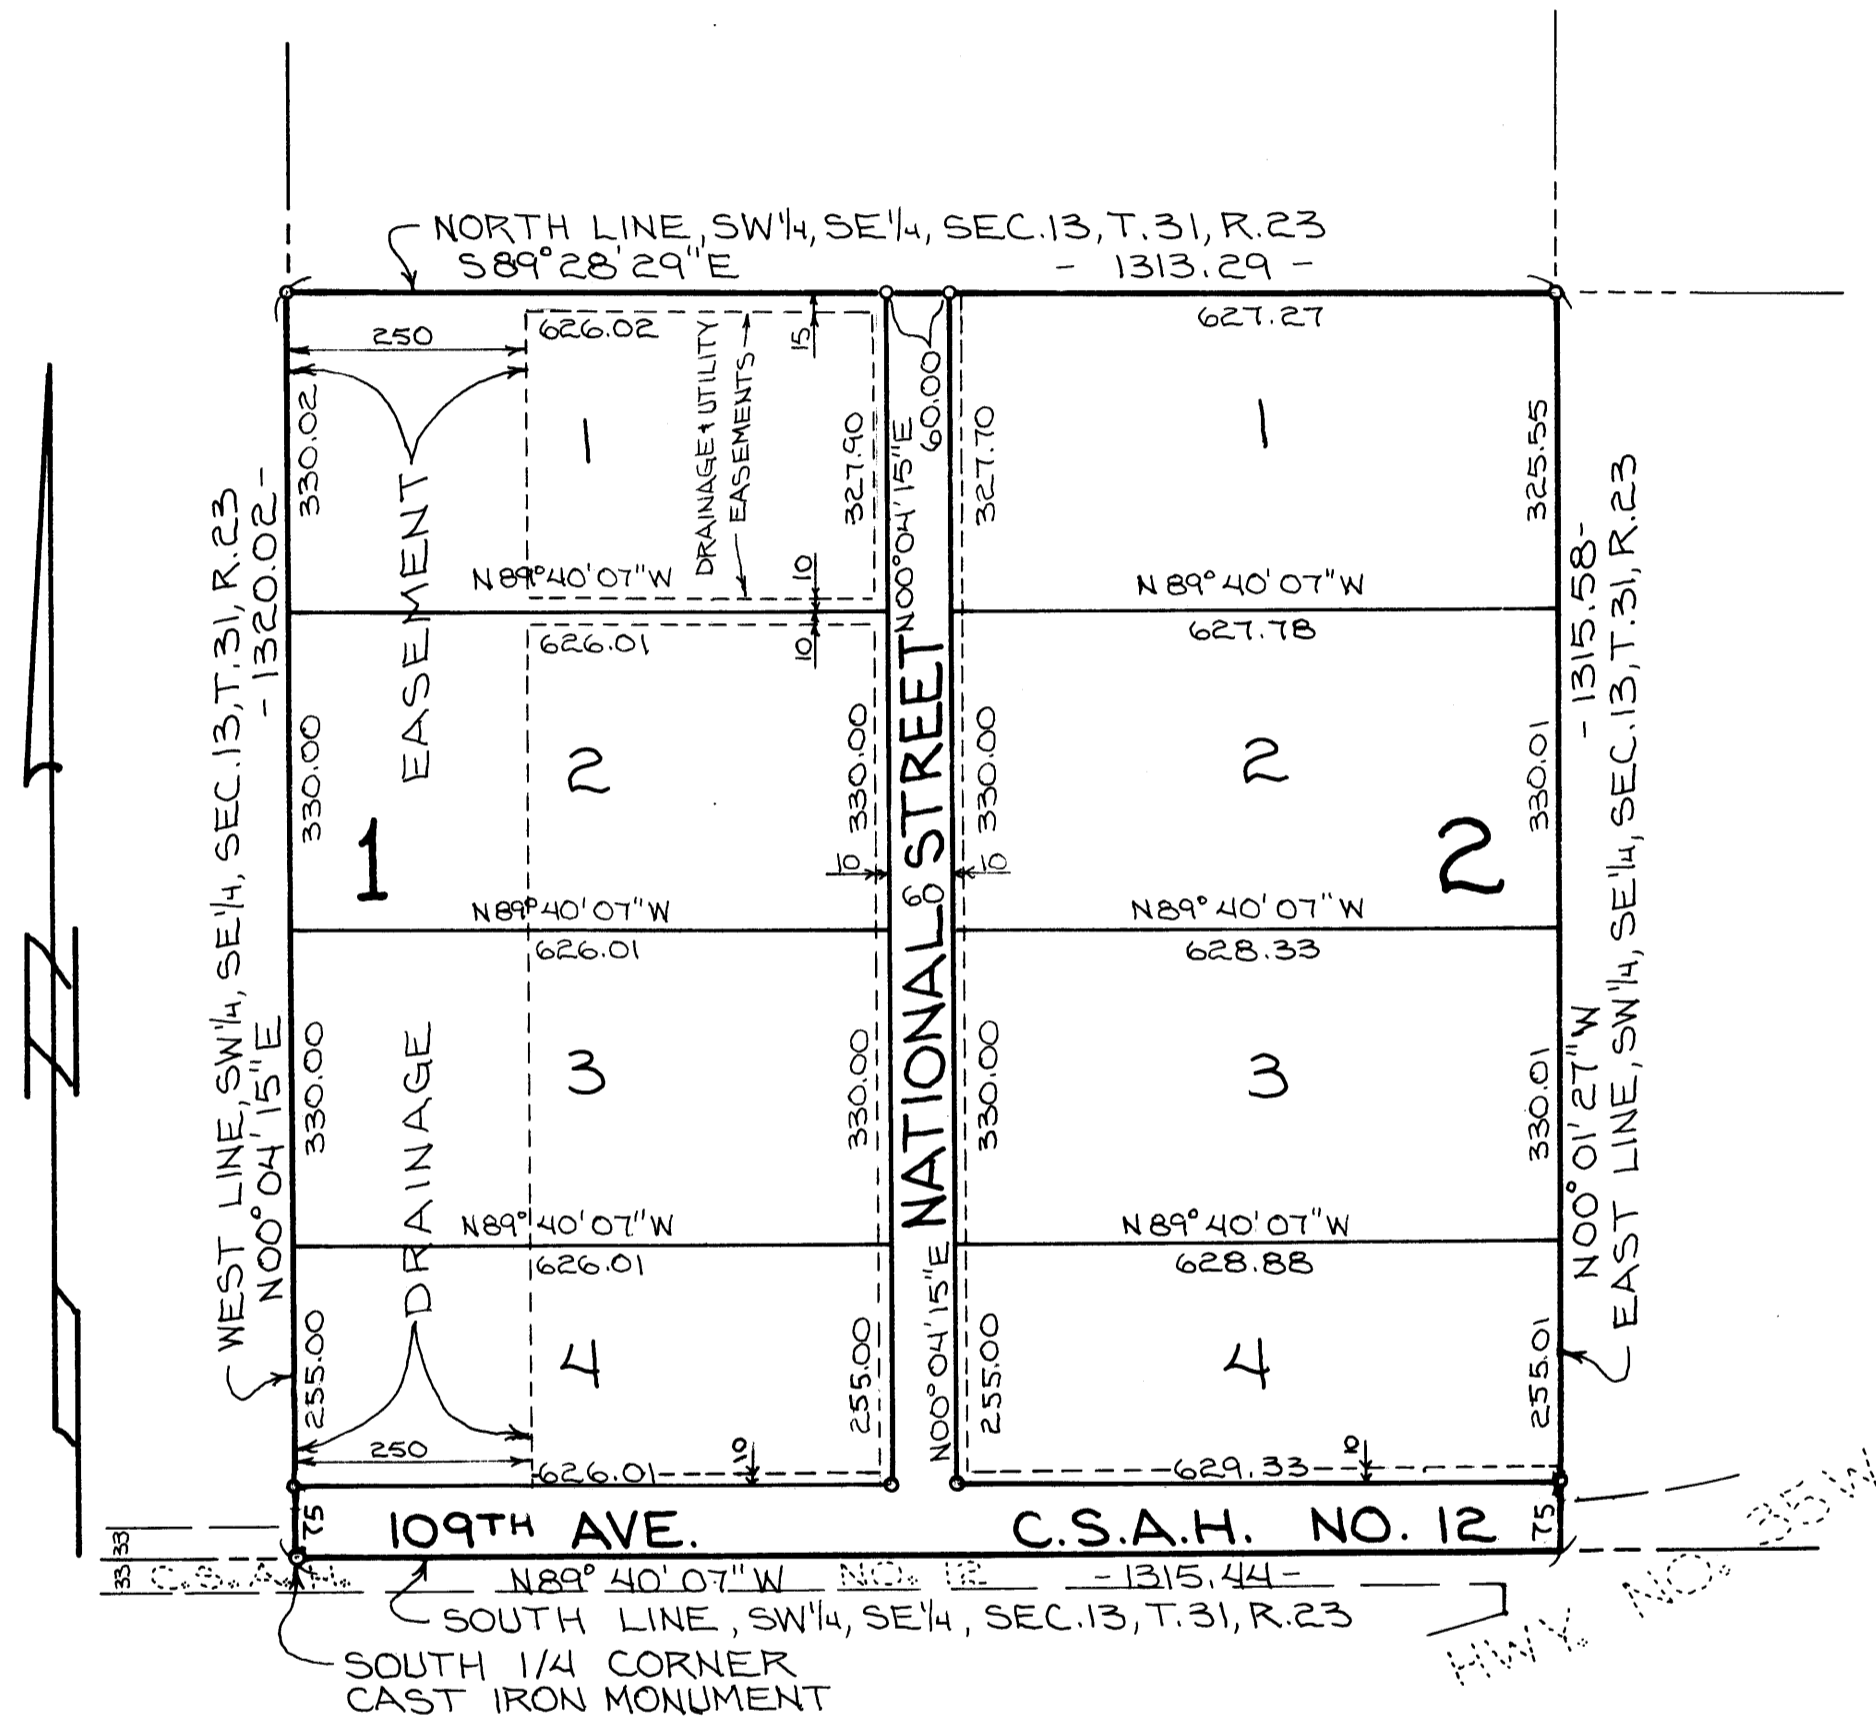 NORTH LINE, SW¼, SE¼, SEC.13, T.31, R.23
S89°28'29"E - 1313.29 -
250
626.02
15
627.27
DRAINAGE & UTILITY
EASEMENTS
60.00
330.02
1
327.90
N00°04'15"E
327.70
1
325.55
N89°40'07"W
10
N89°40'07"W
626.01
10
627.78
EASEMENT
330.00
2
330.00
330.00
2
330.01
1
2
10
60
10
NATIONAL STREET
N89°40'07"W
N89°40'07"W
626.01
628.33
DRAINAGE
330.00
3
330.00
330.00
3
330.01
N89°40'07"W
N89°40'07"W
626.01
628.88
255.00
4
255.00
N00°04'15"E
255.00
4
255.01
250
626.01
10
629.33
10
WEST LINE, SW¼, SE¼, SEC.13, T.31, R.23
N00°04'15"E -1320.02-
N00°01'27"W -1315.58-
EAST LINE, SW¼, SE¼, SEC.13, T.31, R.23
N
75
109TH AVE. C.S.A.H. NO. 12
75
33
33
C.S.A.H. NO. 12
N89°40'07"W -1315.44-
SOUTH LINE, SW¼, SE¼, SEC.13, T.31, R.23
HWY. NO. 35W
SOUTH 1/4 CORNER
CAST IRON MONUMENT